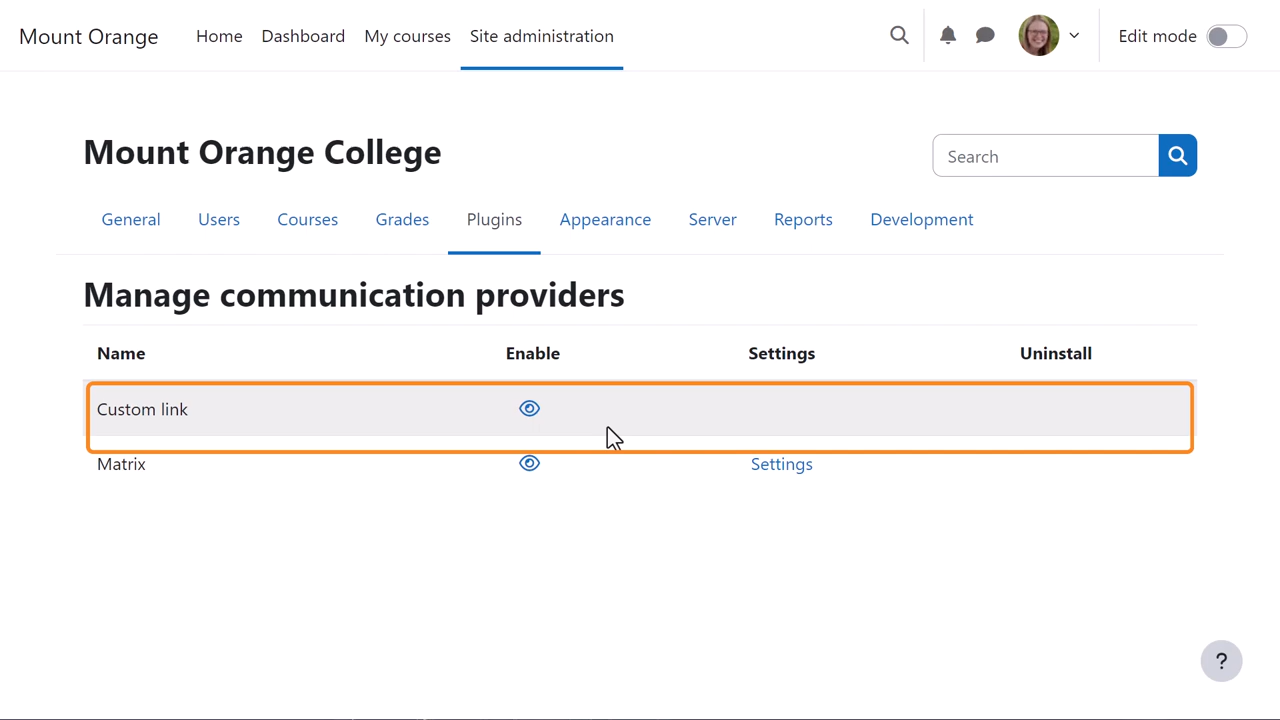 Mount Orange Home Dashboard My courses Site administration Edit mode
Mount Orange College Search
General Users Courses Grades Plugins Appearance Server Reports Development
Manage communication providers
Name Enable Settings Uninstall
Custom link
Matrix Settings
?